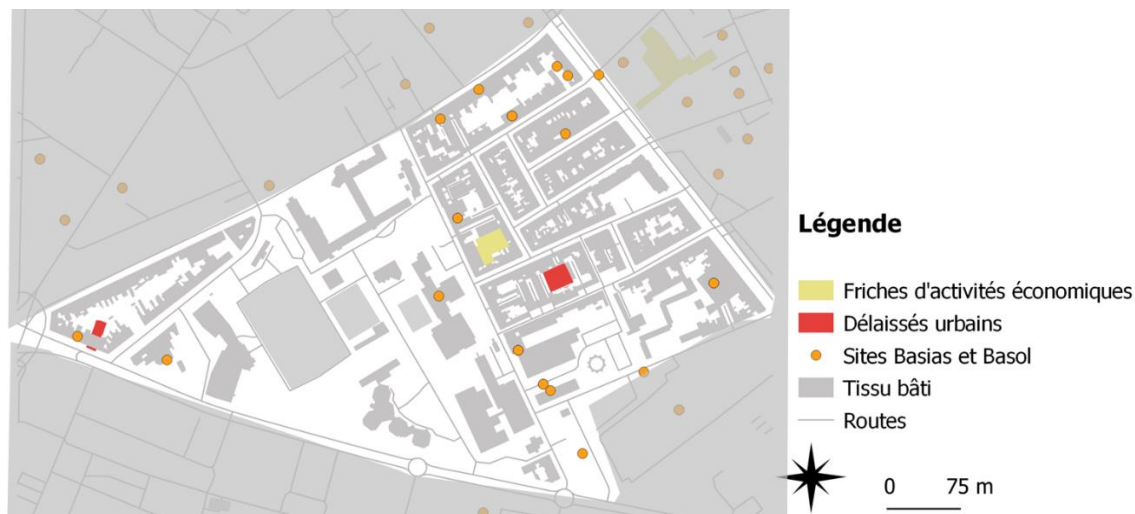 Légende
Friches d'activités économiques
Délaissés urbains
Sites Basias et Basol
Tissu bâti
Routes
0 75 m